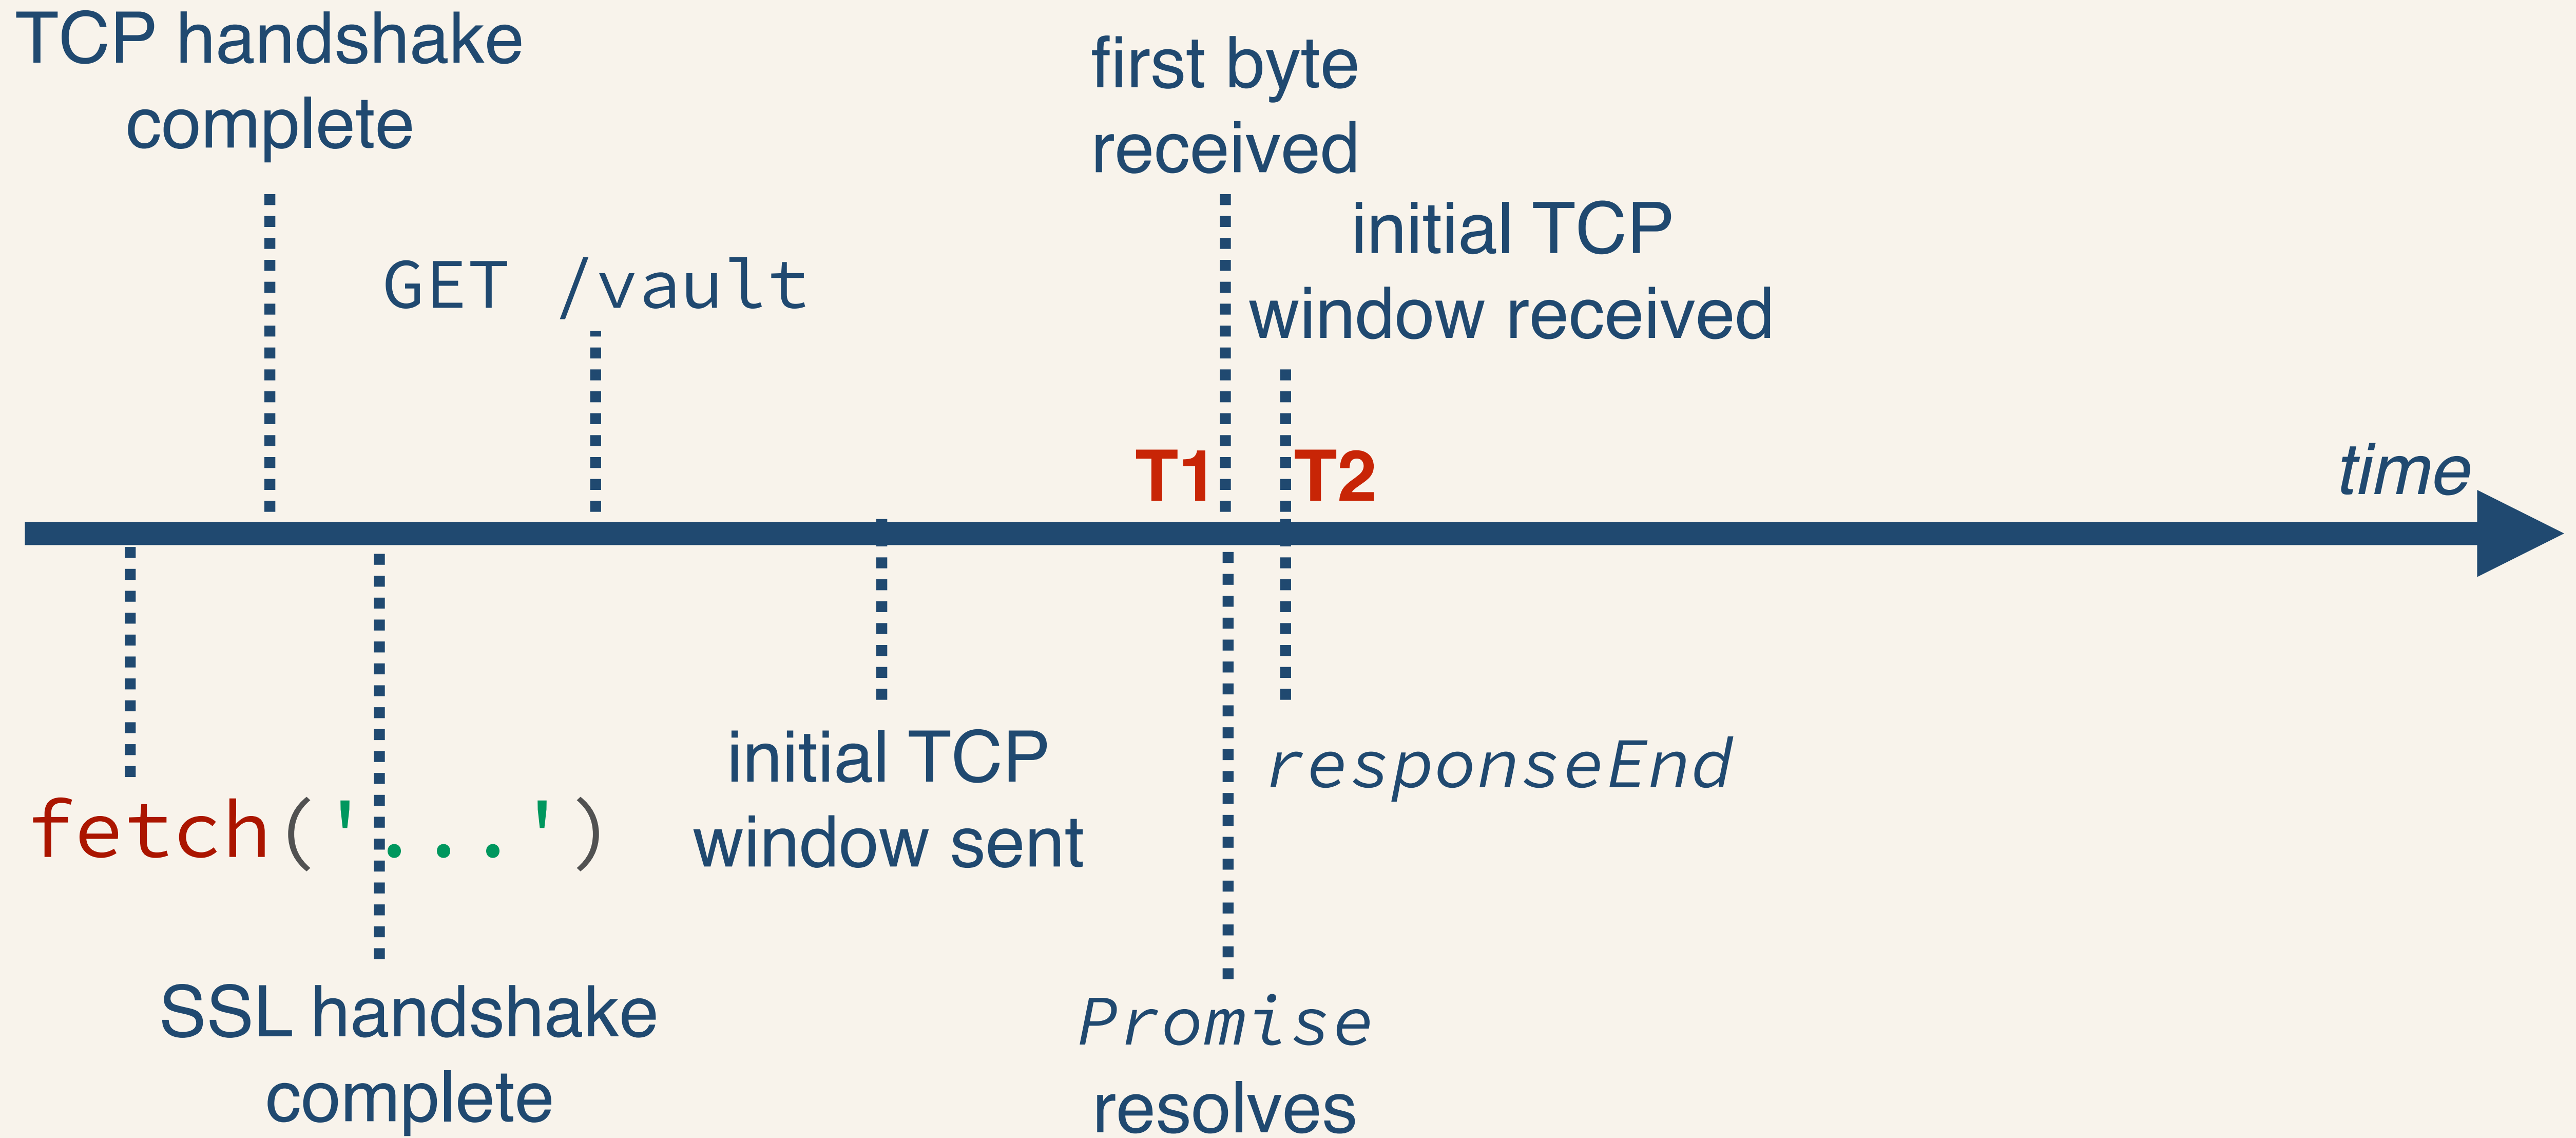 TCP handshake
complete
first byte
received
initial TCP
window received
GET /vault
T1
T2
time
fetch('...')
initial TCP
window sent
responseEnd
SSL handshake
complete
Promise
resolves